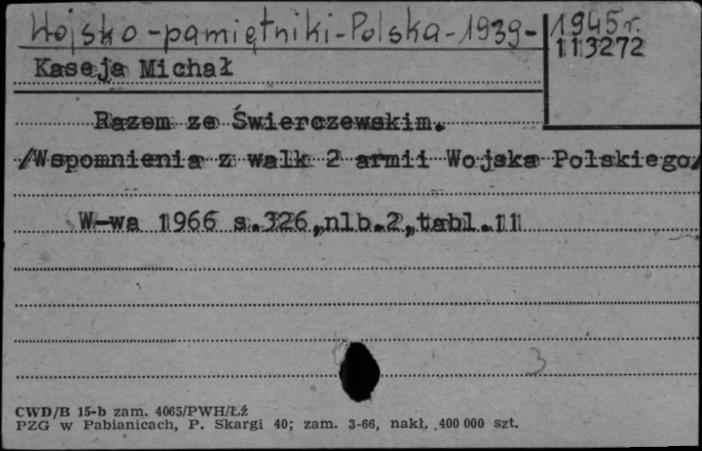 Wojsko-pamiętniki-Polska-1939-1945r.
113272
Kaseja Michał
Razem ze Świerczewskim.
/Wspomnienia z walk 2 armii Wojska Polskiego/
W-wa 1966 s.326,nlb.2,tabl.11
3
CWD/B 15-b zam. 4065/PWH/Łź
PZG w Pabianicach, P. Skargi 40; zam. 3-66, nakł. 400 000 szt.